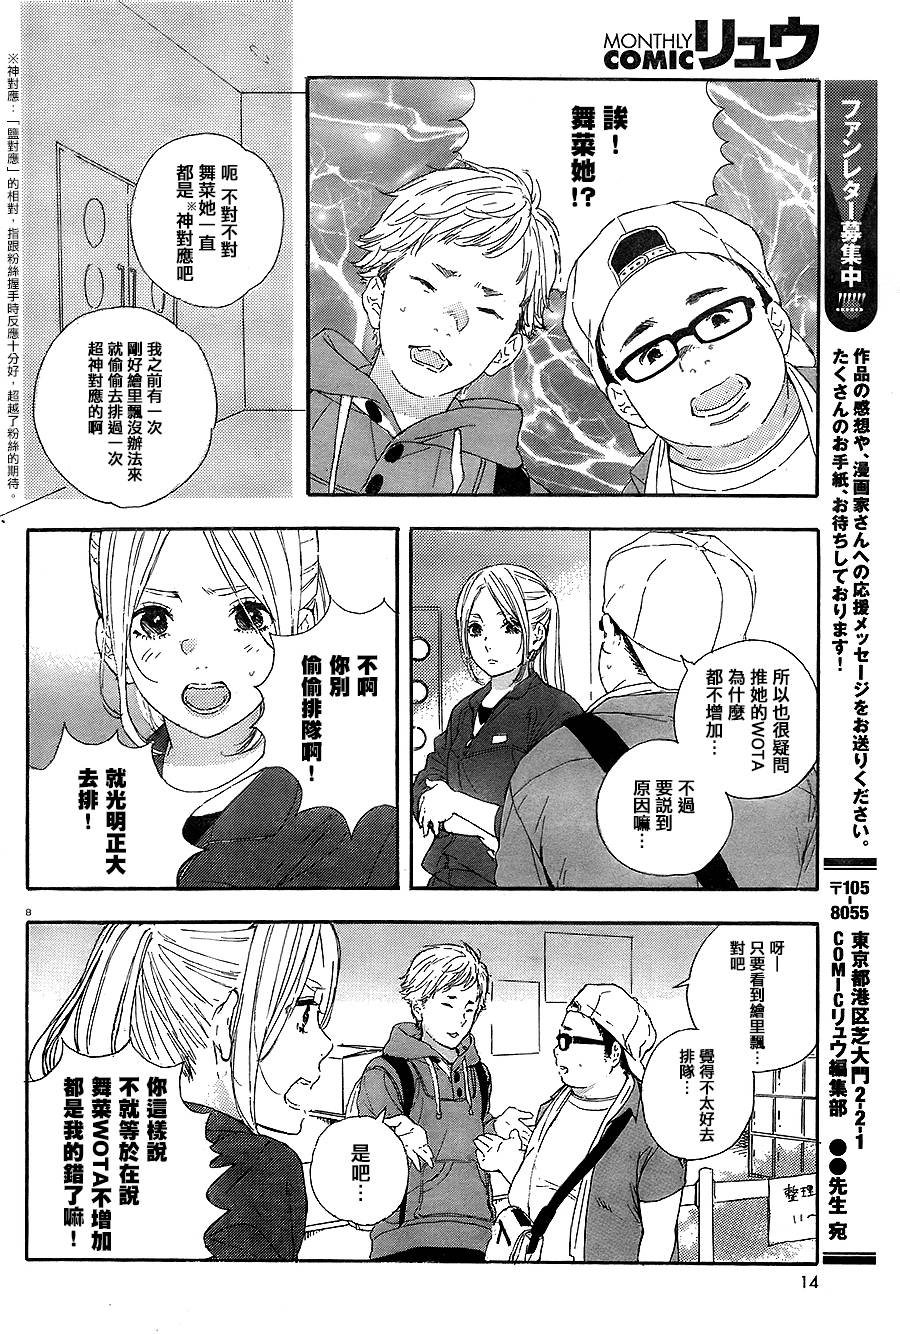 MONTHLY
COMICリュウ
誒！
舞菜她!?
呃 不對不對
舞菜她一直
都是※神對應吧
我之前有一次
剛好繪里飄沒辦法來
就偷偷去排過一次
超神對應的啊
※神對應：「鹽對應」的相對，指跟粉絲握手時反應十分好，超越了粉絲的期待。
所以也很疑問
為什麼
推她的WOTA
都不增加…
不過
要說到
原因嘛…
不啊
你別
偷偷排隊啊！
就光明正大
去排！
8
呀—
只要看到繪里飄…
對吧
覺得不太好去
排隊…
是吧…
你這樣說
不就等於在說
舞菜WOTA不增加
都是我的錯了嘛！
整理
ファンレター募集中!!!!!
作品の感想や、漫画家さんへの応援メッセージをお送りください。
たくさんのお手紙、お待ちしております！
〒105-8055
東京都港区芝大門2-2-1
COMICリュウ編集部 ●●先生 宛
14